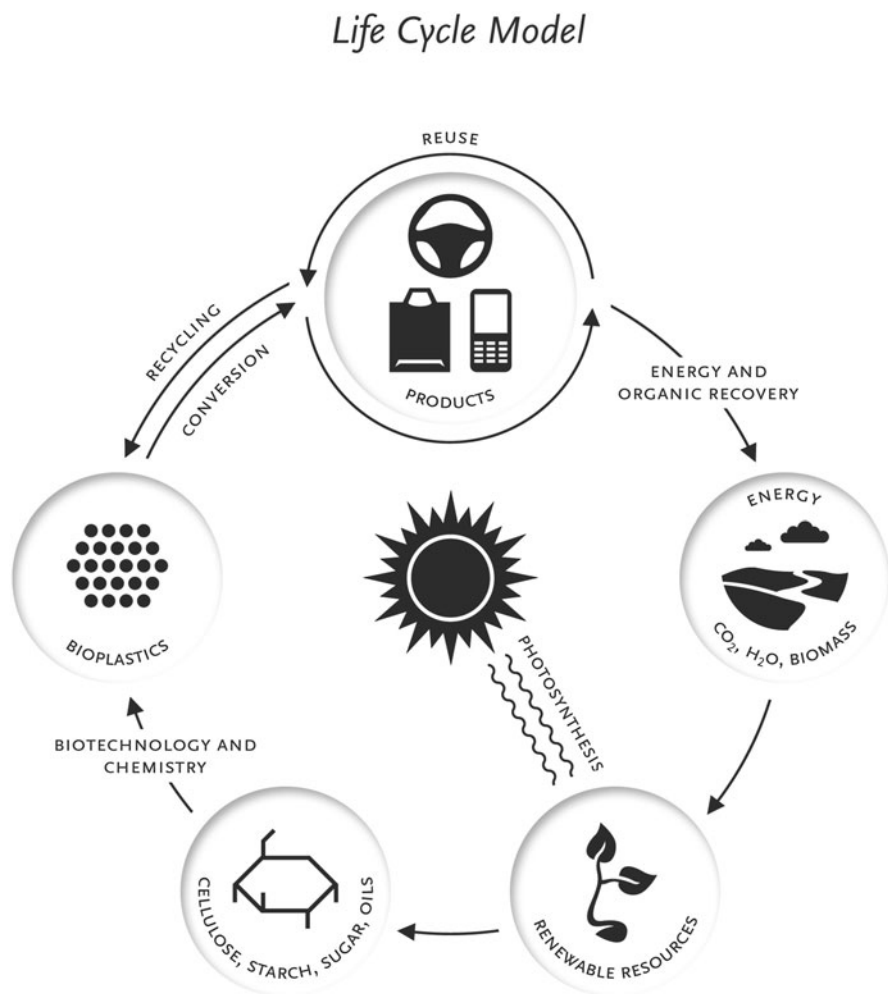 Life Cycle Model
REUSE
PRODUCTS
RECYCLING
CONVERSION
ENERGY AND
ORGANIC RECOVERY
ENERGY
CO₂, H₂O, BIOMASS
BIOPLASTICS
PHOTOSYNTHESIS
BIOTECHNOLOGY AND
CHEMISTRY
CELLULOSE, STARCH, SUGAR, OILS
RENEWABLE RESOURCES